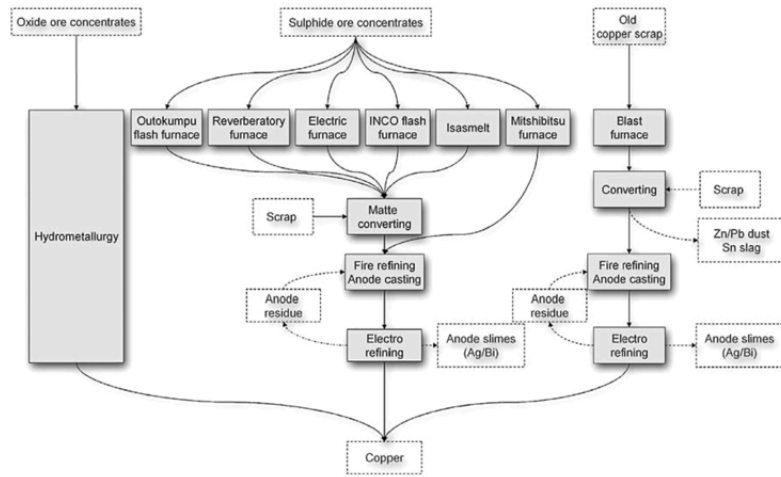 Oxide ore concentrates
Sulphide ore concentrates
Old
copper scrap
Outokumpu
flash furnace
Reverberatory
furnace
Electric
furnace
INCO flash
furnace
Isasmelt
Mitshibitsu
furnace
Blast
furnace
Hydrometallurgy
Scrap
Matte
converting
Converting
Scrap
Zn/Pb dust
Sn slag
Fire refining
Anode casting
Anode
residue
Electro
refining
Anode slimes
(Ag/Bi)
Fire refining
Anode casting
Anode
residue
Electro
refining
Anode slimes
(Ag/Bi)
Copper